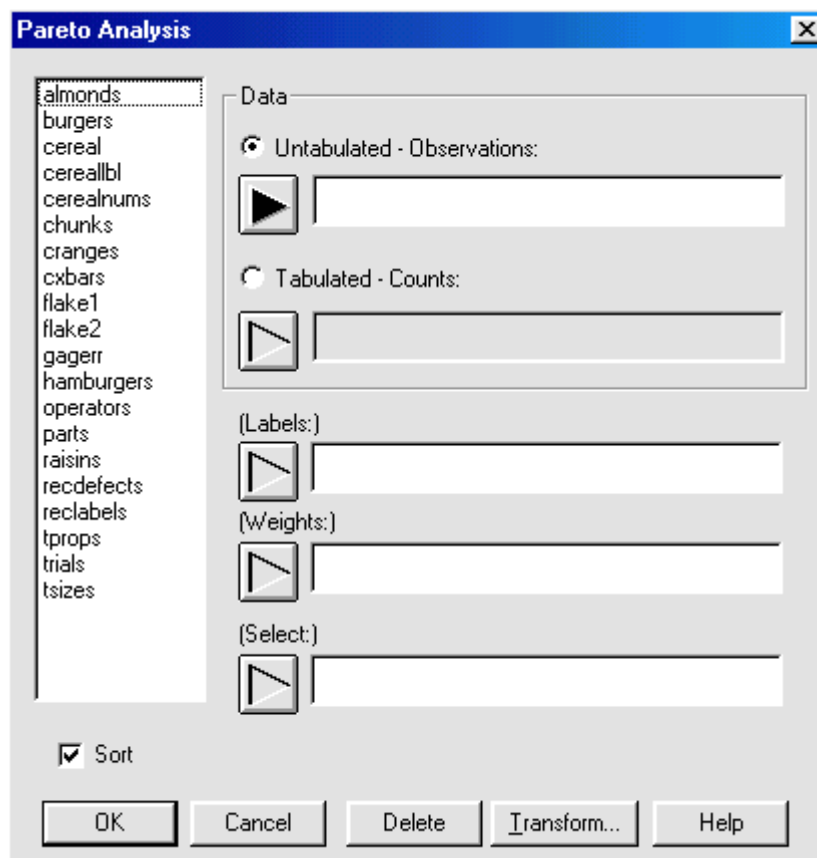 Pareto Analysis
almonds
burgers
cereal
cereallbl
cerealnums
chunks
cranges
cxbars
flake1
flake2
gagerr
hamburgers
operators
parts
raisins
recdefects
reclabels
tprops
trials
tsizes
Data
Untabulated - Observations:
Tabulated - Counts:
(Labels:)
(Weights:)
(Select:)
Sort
OK
Cancel
Delete
Transform...
Help